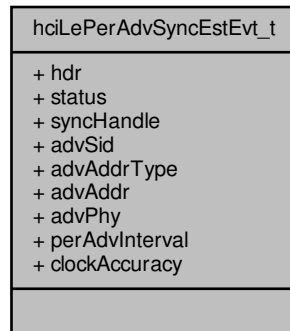 hciLePerAdvSyncEstEvt_t
+ hdr
+ status
+ syncHandle
+ advSid
+ advAddrType
+ advAddr
+ advPhy
+ perAdvInterval
+ clockAccuracy